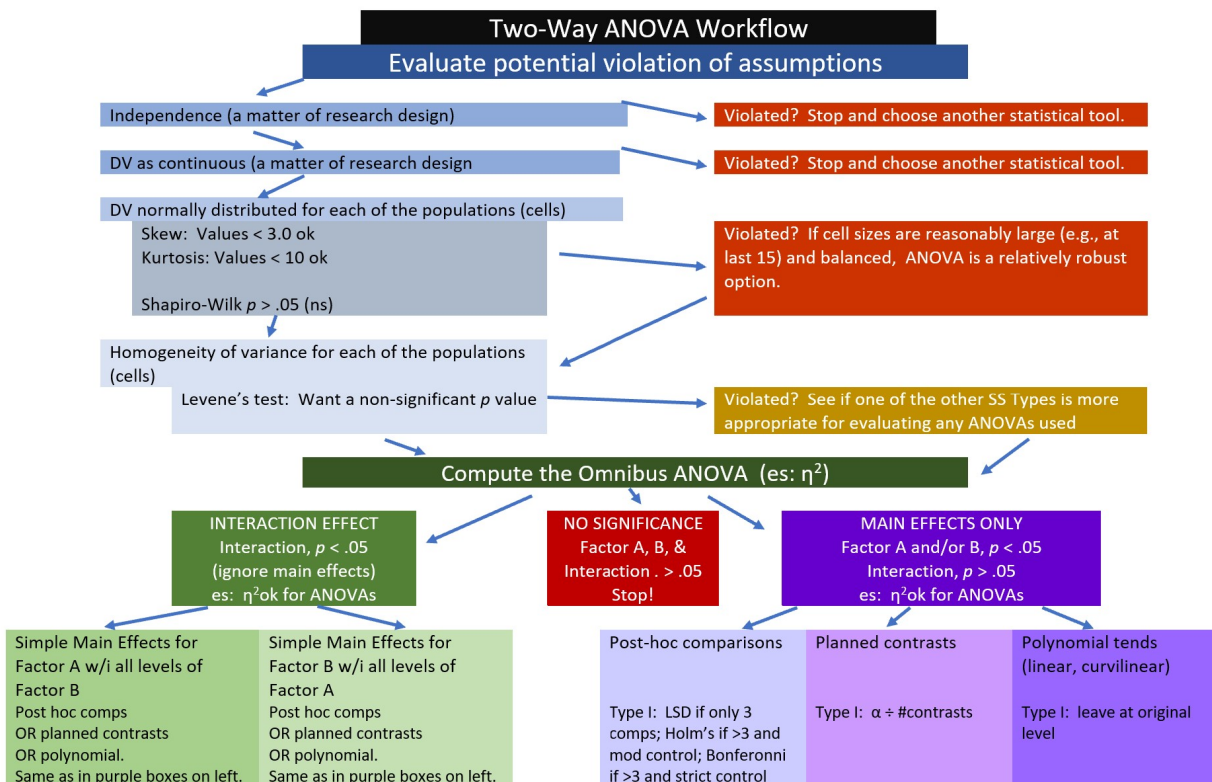 Two-Way ANOVA Workflow
Evaluate potential violation of assumptions
Independence (a matter of research design)
Violated? Stop and choose another statistical tool.
DV as continuous (a matter of research design
Violated? Stop and choose another statistical tool.
DV normally distributed for each of the populations (cells)
Skew: Values < 3.0 ok
Kurtosis: Values < 10 ok
Shapiro-Wilk p > .05 (ns)
Violated? If cell sizes are reasonably large (e.g., at
last 15) and balanced, ANOVA is a relatively robust
option.
Homogeneity of variance for each of the populations
(cells)
Levene's test: Want a non-significant p value
Violated? See if one of the other SS Types is more
appropriate for evaluating any ANOVAs used
Compute the Omnibus ANOVA (es: η²)
INTERACTION EFFECT
Interaction, p < .05
(ignore main effects)
es: η²ok for ANOVAs
NO SIGNIFICANCE
Factor A, B, &
Interaction . > .05
Stop!
MAIN EFFECTS ONLY
Factor A and/or B, p < .05
Interaction, p > .05
es: η²ok for ANOVAs
Simple Main Effects for
Factor A w/i all levels of
Factor B
Post hoc comps
OR planned contrasts
OR polynomial.
Same as in purple boxes on left.
Simple Main Effects for
Factor B w/i all levels of
Factor A
Post hoc comps
OR planned contrasts
OR polynomial.
Same as in purple boxes on left.
Post-hoc comparisons
Type I: LSD if only 3
comps; Holm's if >3 and
mod control; Bonferonni
if >3 and strict control
Planned contrasts
Type I: α ÷ #contrasts
Polynomial tends
(linear, curvilinear)
Type I: leave at original
level